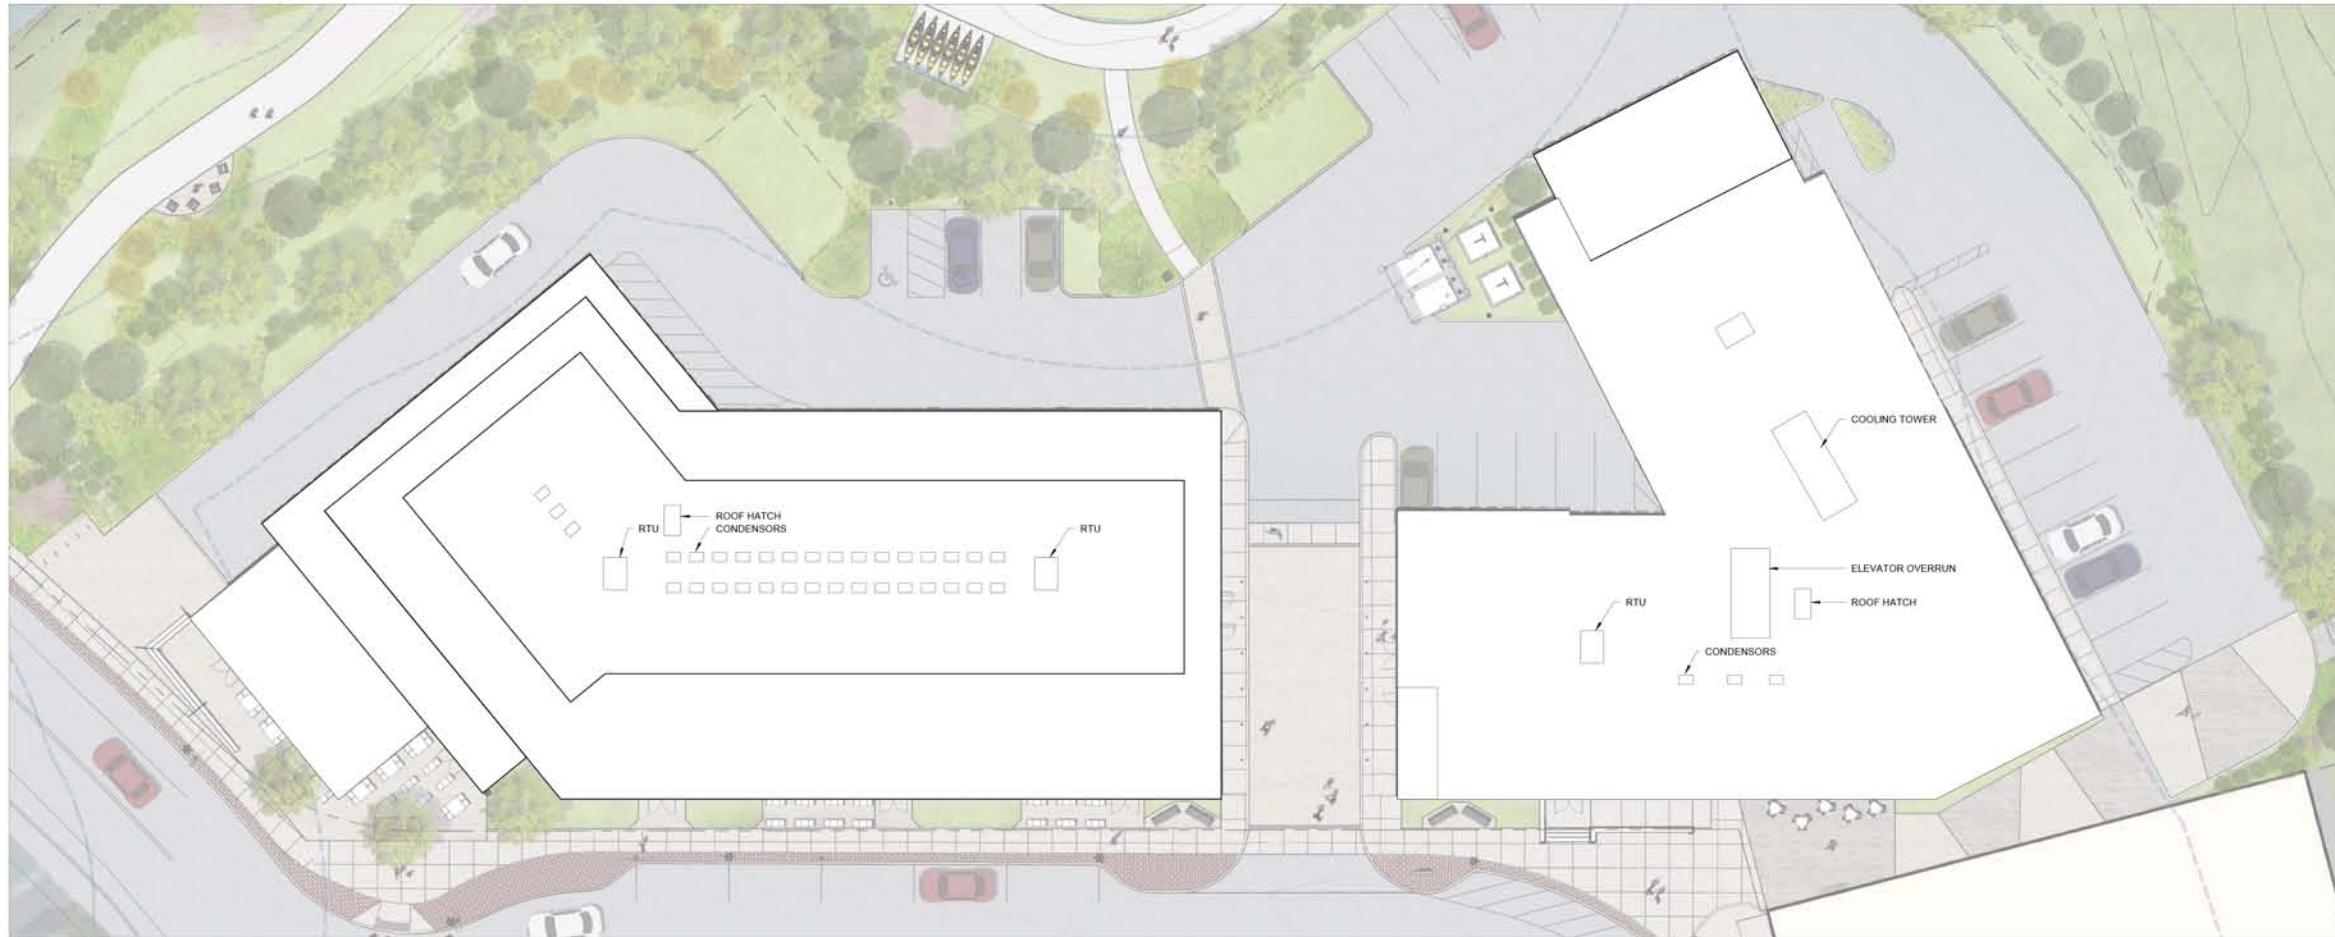 T
T
COOLING TOWER
ROOF HATCH
RTU
CONDENSORS
RTU
ELEVATOR OVERRUN
RTU
ROOF HATCH
CONDENSORS